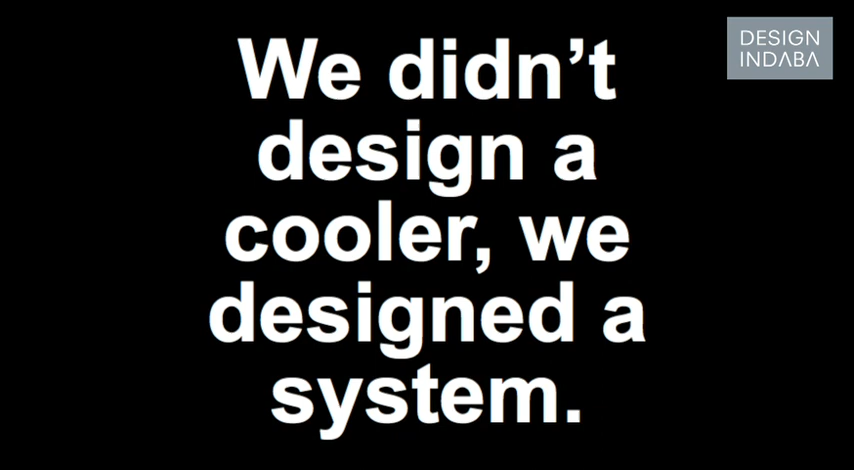 We didn’t
design a
cooler, we
designed a
system.
DESIGN
INDABA